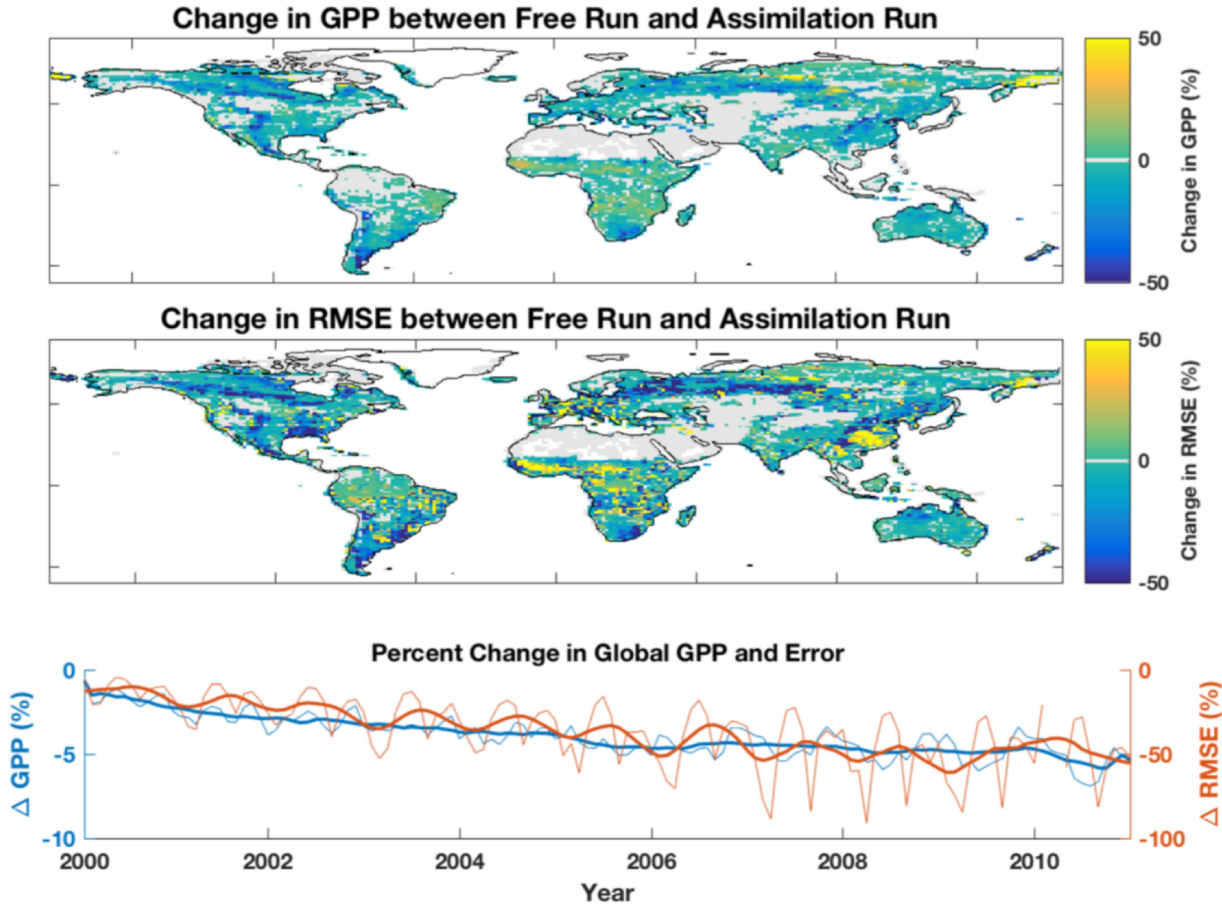 Change in GPP between Free Run and Assimilation Run
50
0
-50
Change in GPP (%)
Change in RMSE between Free Run and Assimilation Run
50
0
-50
Change in RMSE (%)
Percent Change in Global GPP and Error
0
-5
-10
Δ GPP (%)
0
-50
-100
Δ RMSE (%)
2000 2002 2004 2006 2008 2010
Year